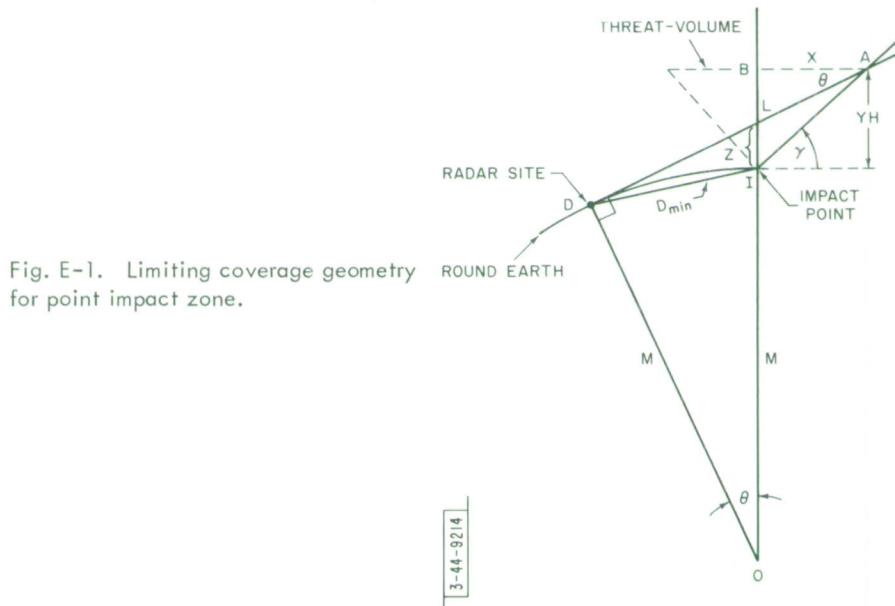 THREAT-VOLUME
B
X
A
θ
L
YH
Z
γ
RADAR SITE
I
IMPACT
POINT
D
Dmin
ROUND EARTH
Fig. E-1. Limiting coverage geometry
for point impact zone.
M
M
θ
O
3-44-9214